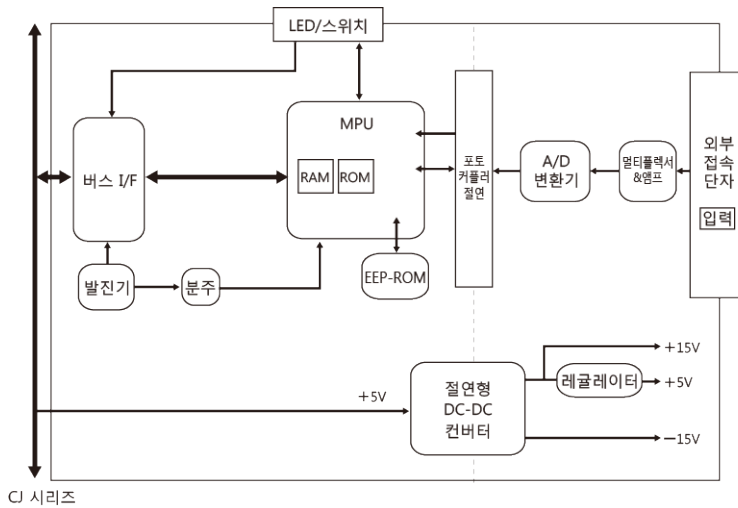 LED/스위치
MPU
RAM
ROM
버스 I/F
발진기
분주
EEP-ROM
포토
커플러
절연
A/D
변환기
멀티플렉서
&앰프
외부
접속
단자
입력
+5V
절연형
DC-DC
컨버터
+15V
레귤레이터
+5V
−15V
CJ 시리즈